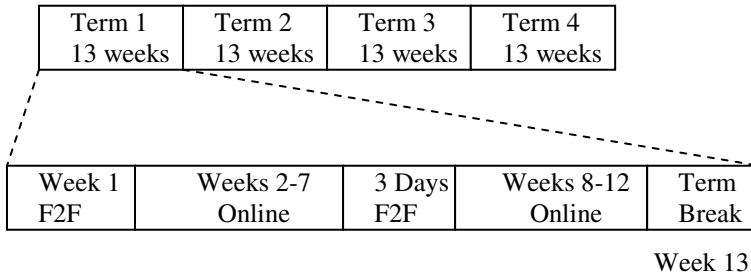 Term 1 Term 2 Term 3 Term 4
13 weeks 13 weeks 13 weeks 13 weeks
Week 1 Weeks 2-7 3 Days Weeks 8-12 Term
F2F Online F2F Online Break
Week 13